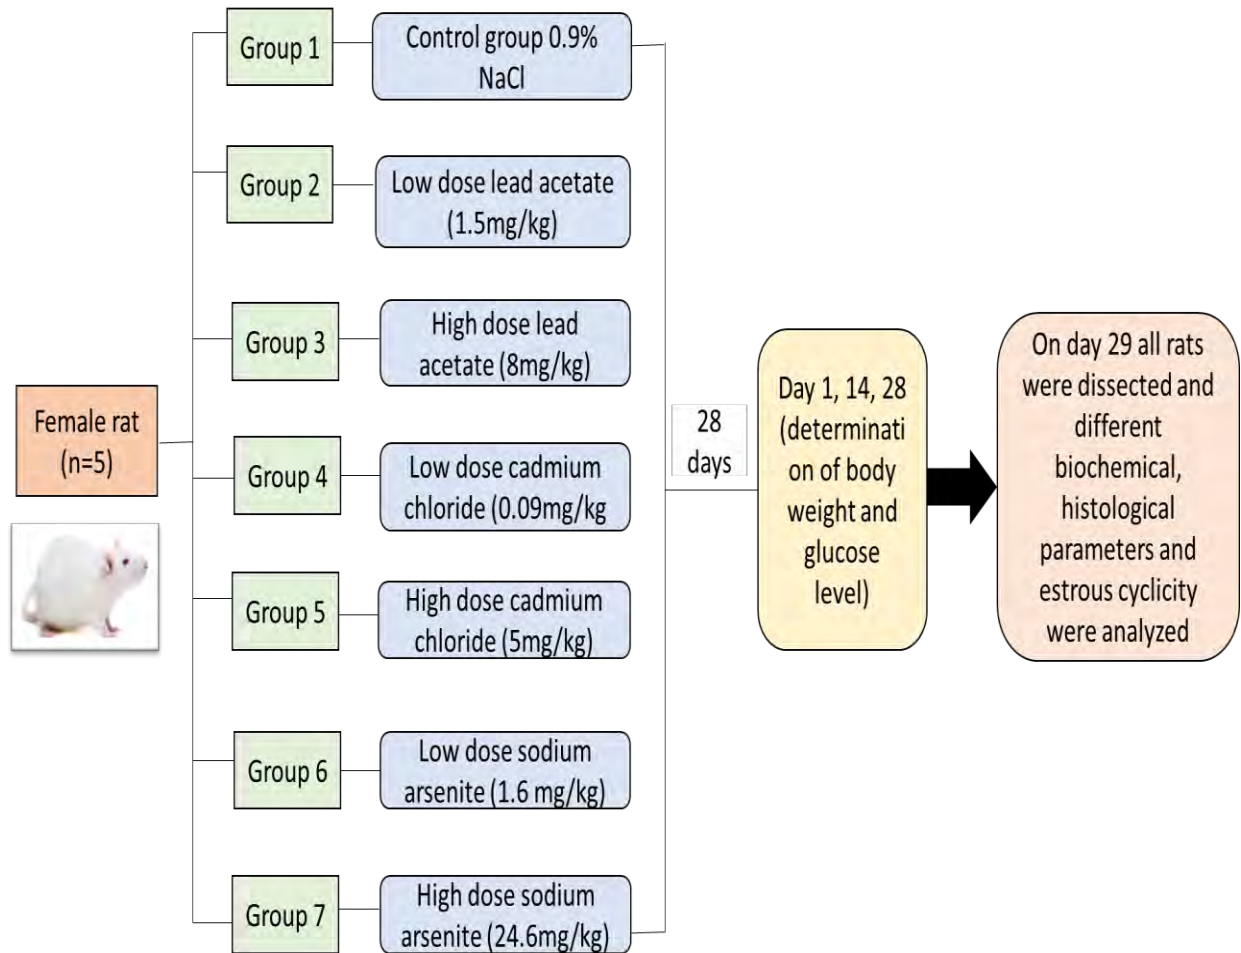 Female rat
(n=5)
Group 1
Control group 0.9%
NaCl
Group 2
Low dose lead acetate
(1.5mg/kg)
Group 3
High dose lead
acetate (8mg/kg)
Group 4
Low dose cadmium
chloride (0.09mg/kg
Group 5
High dose cadmium
chloride (5mg/kg)
Group 6
Low dose sodium
arsenite (1.6 mg/kg)
Group 7
High dose sodium
arsenite (24.6mg/kg)
28
days
Day 1, 14, 28
(determinati
on of body
weight and
glucose
level)
On day 29 all rats
were dissected and
different
biochemical,
histological
parameters and
estrous cyclicity
were analyzed